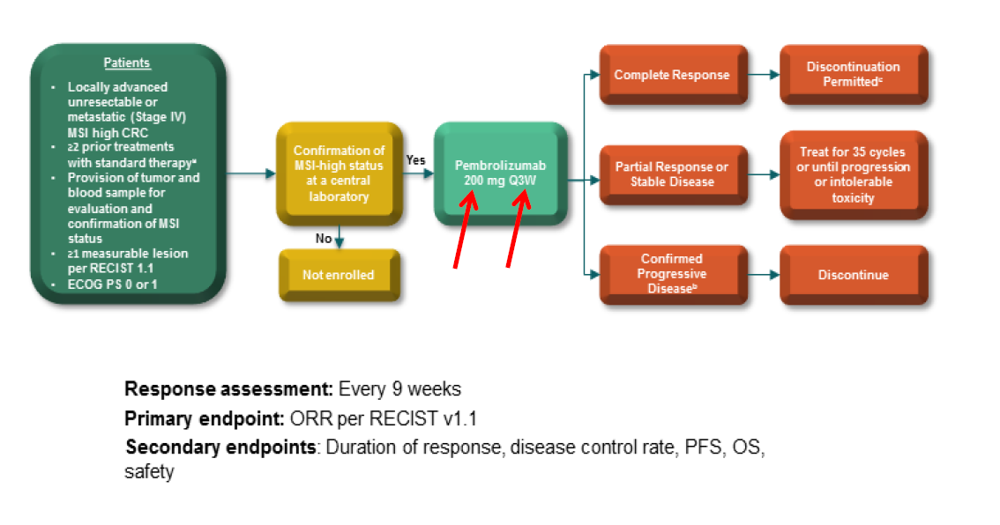 Patients
• Locally advanced
unresectable or
metastatic (Stage IV)
MSI high CRC
• ≥2 prior treatments
with standard therapyᵃ
• Provision of tumor and
blood sample for
evaluation and
confirmation of MSI
status
• ≥1 measurable lesion
per RECIST 1.1
• ECOG PS 0 or 1
Confirmation of
MSI-high status
at a central
laboratory
Yes
No
Not enrolled
Pembrolizumab
200 mg Q3W
Complete Response
Discontinuation
Permittedᶜ
Partial Response or
Stable Disease
Treat for 35 cycles
or until progression
or intolerable
toxicity
Confirmed
Progressive
Diseaseᵇ
Discontinue
Response assessment: Every 9 weeks
Primary endpoint: ORR per RECIST v1.1
Secondary endpoints: Duration of response, disease control rate, PFS, OS,
safety